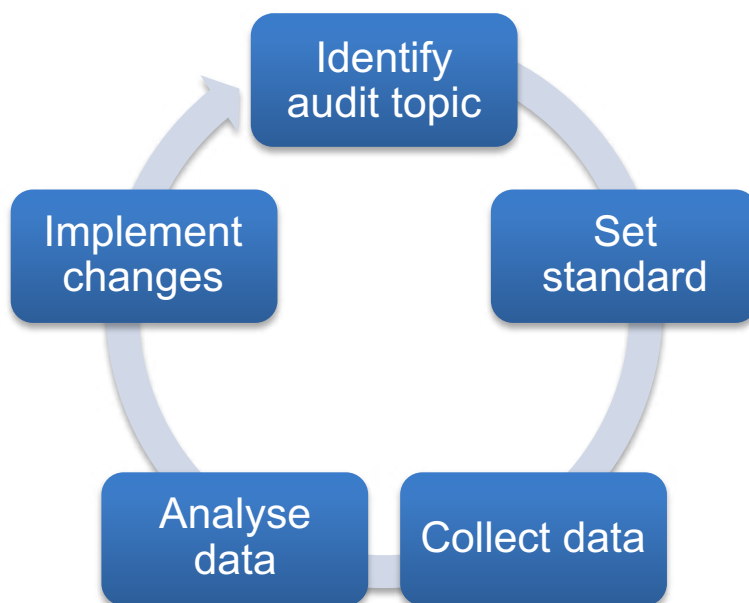 Identify
audit topic
Set
standard
Collect data
Analyse
data
Implement
changes